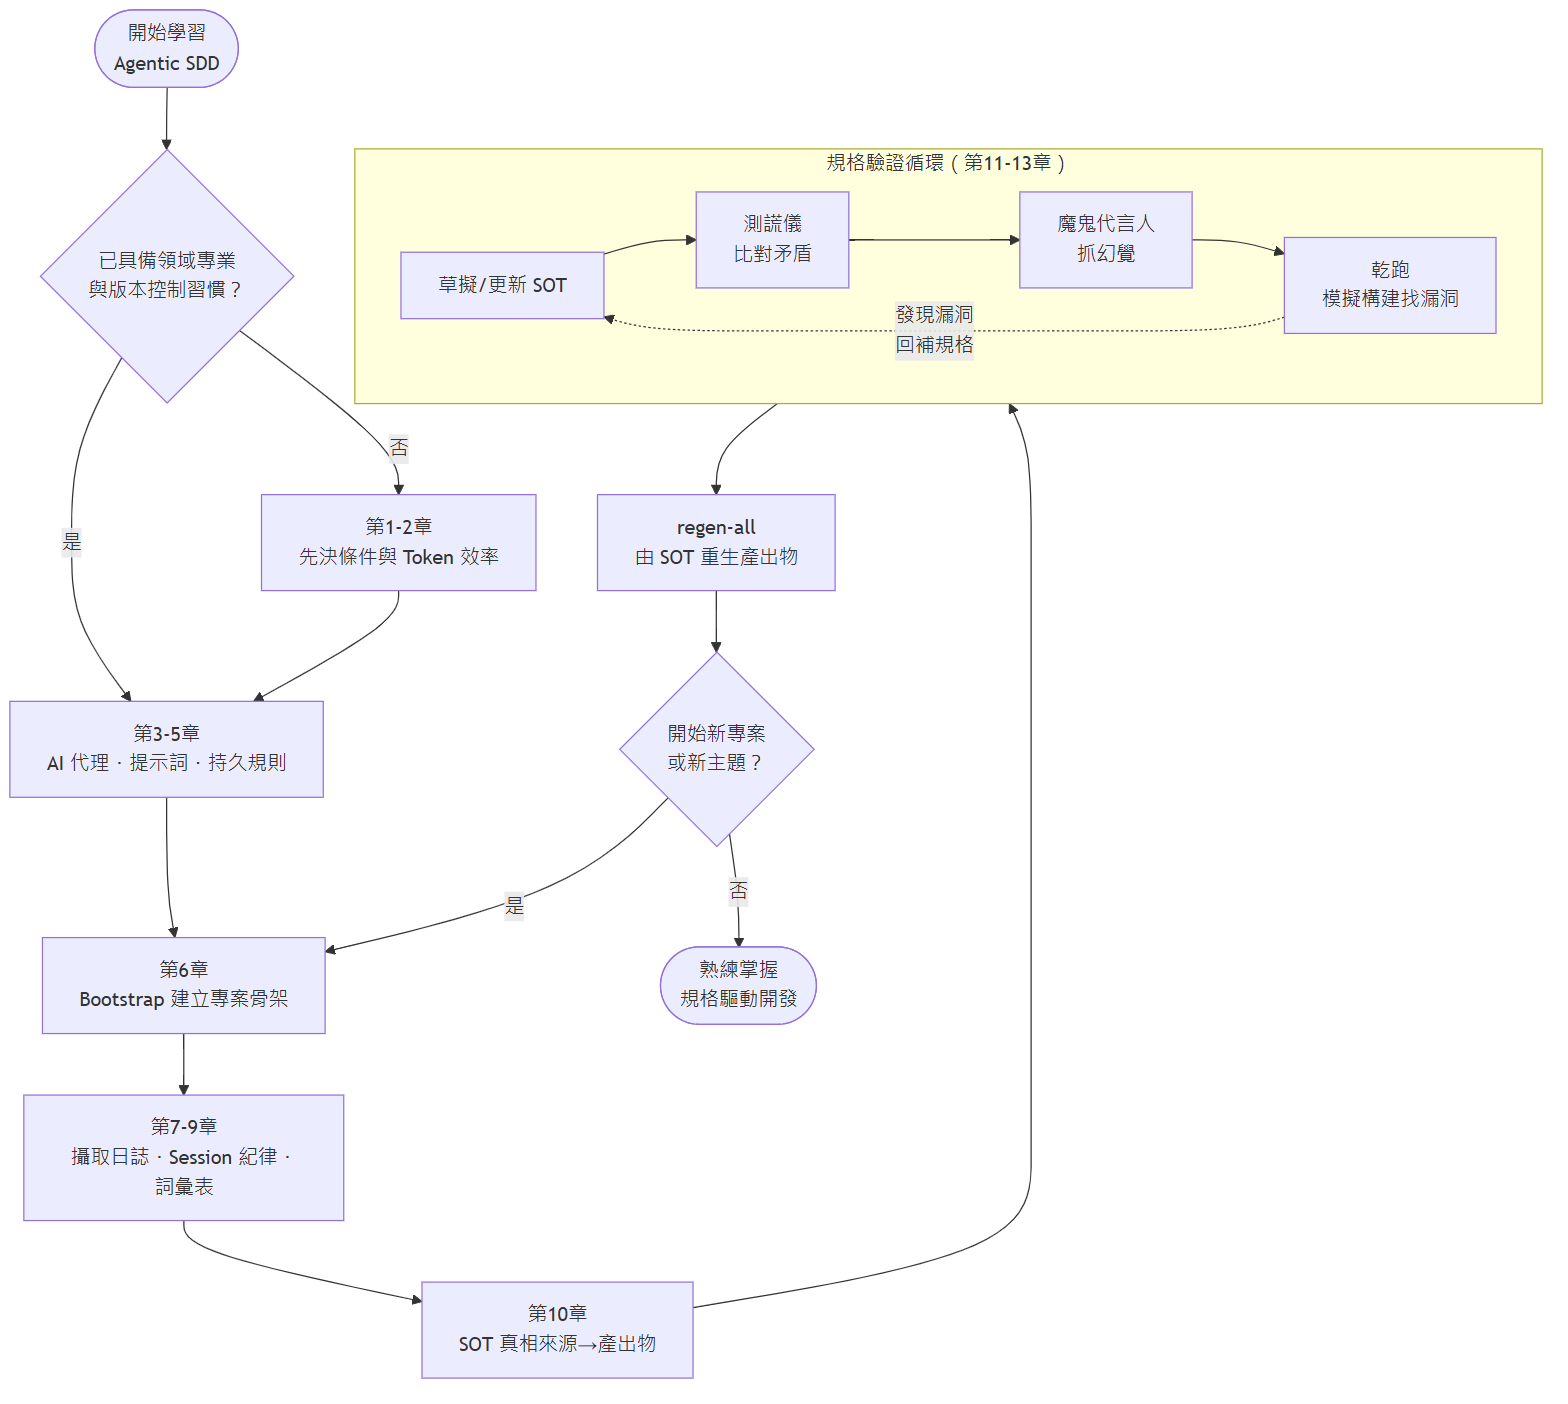 開始學習
Agentic SDD
已具備領域專業
與版本控制習慣？
是
否
第1-2章
先決條件與 Token 效率
第3-5章
AI 代理 · 提示詞 · 持久規則
第6章
Bootstrap 建立專案骨架
第7-9章
攝取日誌 · Session 紀律 ·
詞彙表
第10章
SOT 真相來源→產出物
規格驗證循環（第11-13章）
草擬/更新 SOT
測謊儀
比對矛盾
魔鬼代言人
抓幻覺
乾跑
模擬構建找漏洞
發現漏洞
回補規格
regen-all
由 SOT 重生產出物
開始新專案
或新主題？
是
否
熟練掌握
規格驅動開發